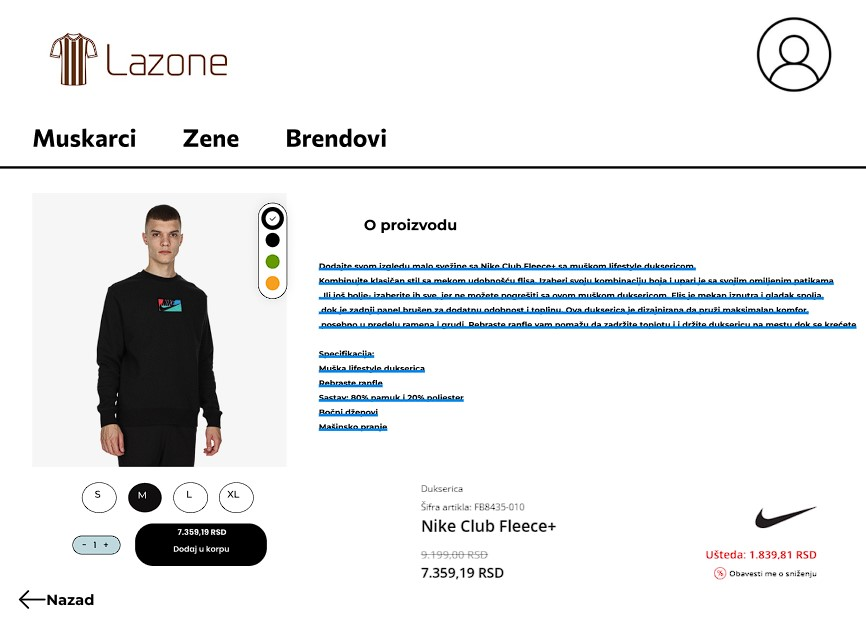 Lazone
Muskarci Zene Brendovi
O proizvodu
Dodajte svom izgledu malo svežine sa Nike Club Fleece+ sa muškom lifestyle duksericom.
Kombinujte klasičan stil sa mekom udobnošću flisa. Izaberi svoju kombinaciju boja i upari je sa svojim omiljenim patikama
Ili još bolje: izaberite ih sve, jer ne možete pogrešiti sa ovom muškom duksericom. Flis je mekan iznutra i gladak spolja,
dok je zadnji panel brušen za dodatnu odobnost i toplinu. Ova dukserica je dizajnirana da pruži maksimalan komfor,
posebno u predelu ramena i grudi. Rebraste ranfle vam pomažu da zadržite toplotu i i držite duksericu na mestu dok se krećete
Specifikacija:
Muška lifestyle dukserica
Rebraste ranfle
Sastav: 80% pamuk i 20% poliester
Bočni dženovi
Mašinsko pranje
S M L XL
- 1 +
7.359,19 RSD
Dodaj u korpu
Dukserica
Šifra artikla: FB8435-010
Nike Club Fleece+
9.199,00 RSD
7.359,19 RSD
Ušteda: 1.839,81 RSD
% Obavesti me o sniženju
Nazad